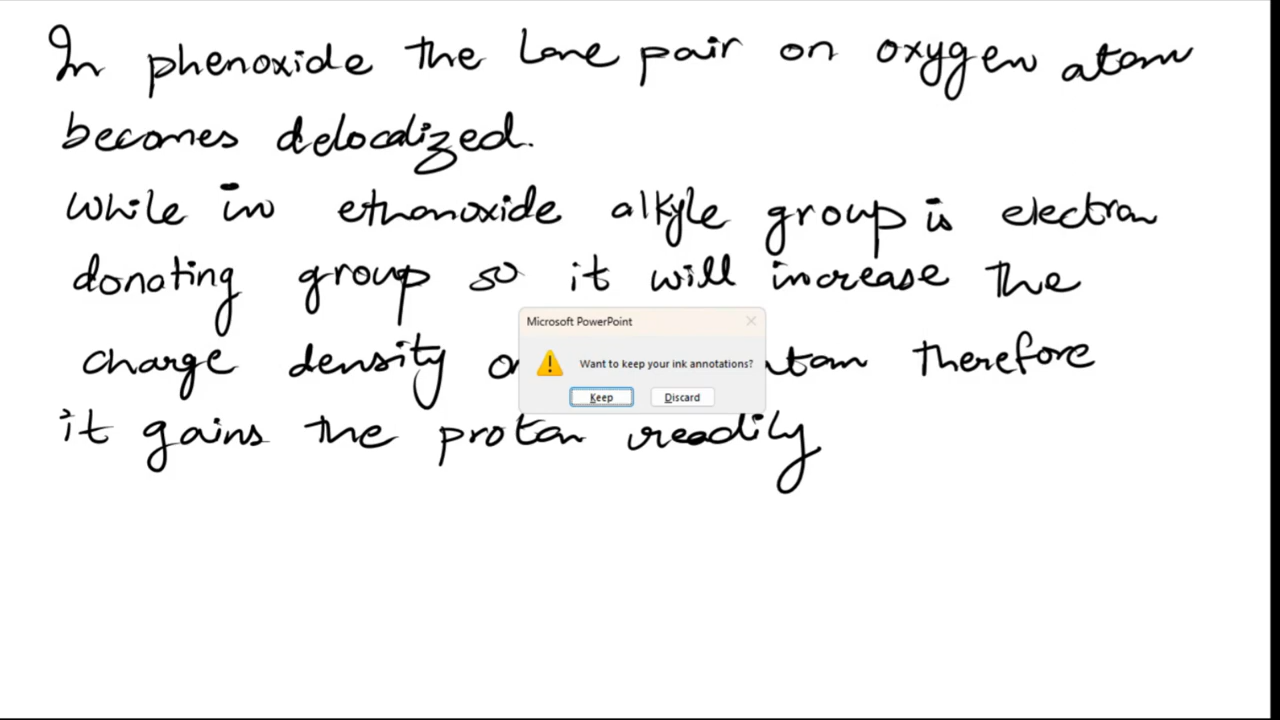 In phenoxide the lone pair on oxygen atom
becomes delocalized.
While in ethanoxide alkyle group is electron
donating group so it will increase the
Microsoft PowerPoint
charge density atom therefore
Want to keep your ink annotations?
Keep Discard
it gains the proton readily